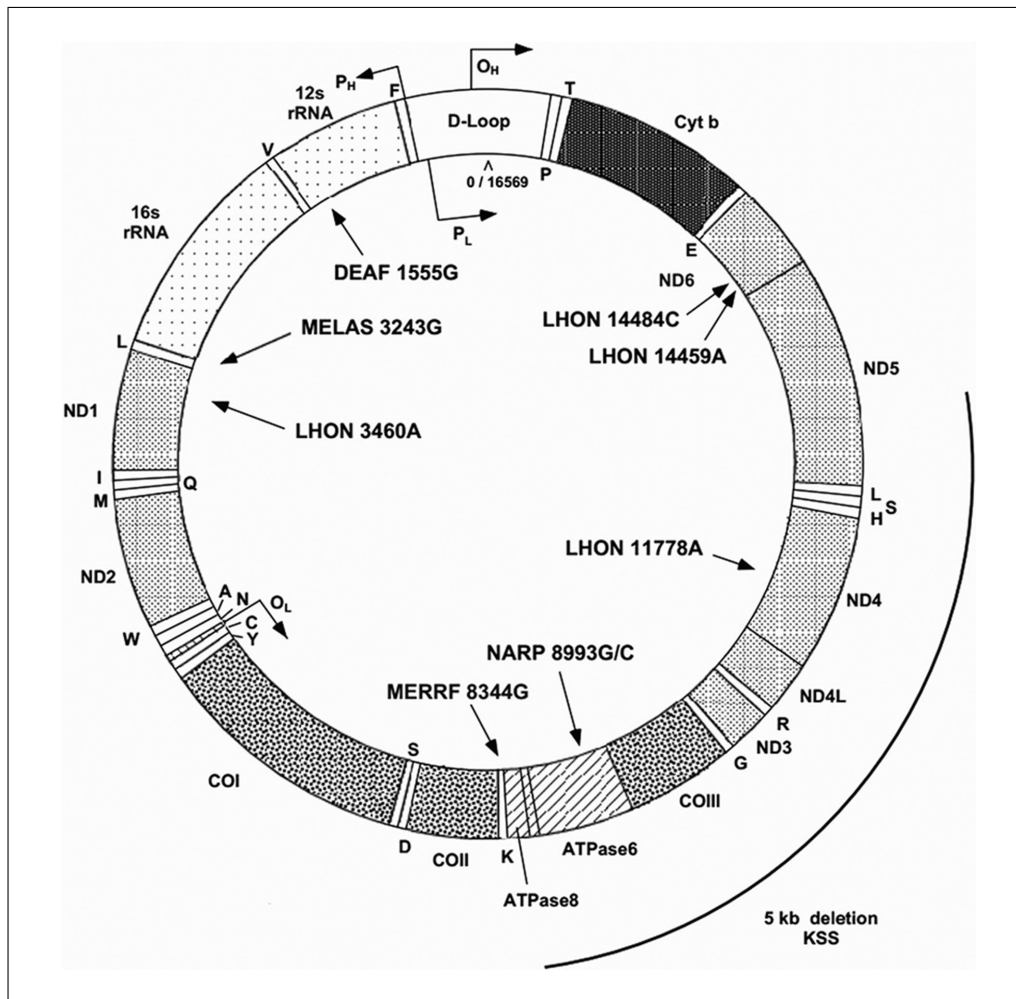 O_H
P_H
12s
rRNA
F
D-Loop
T
Cyt b
V
P
^
0 / 16569
P_L
16s
rRNA
E
ND6
DEAF 1555G
LHON 14484C
MELAS 3243G
LHON 14459A
L
ND5
ND1
LHON 3460A
I
Q
M
L
S
H
LHON 11778A
ND2
A
N
O_L
C
Y
W
ND4
NARP 8993G/C
MERRF 8344G
ND4L
R
ND3
G
S
COI
COIII
D
COII
K
ATPase6
ATPase8
5 kb deletion
KSS